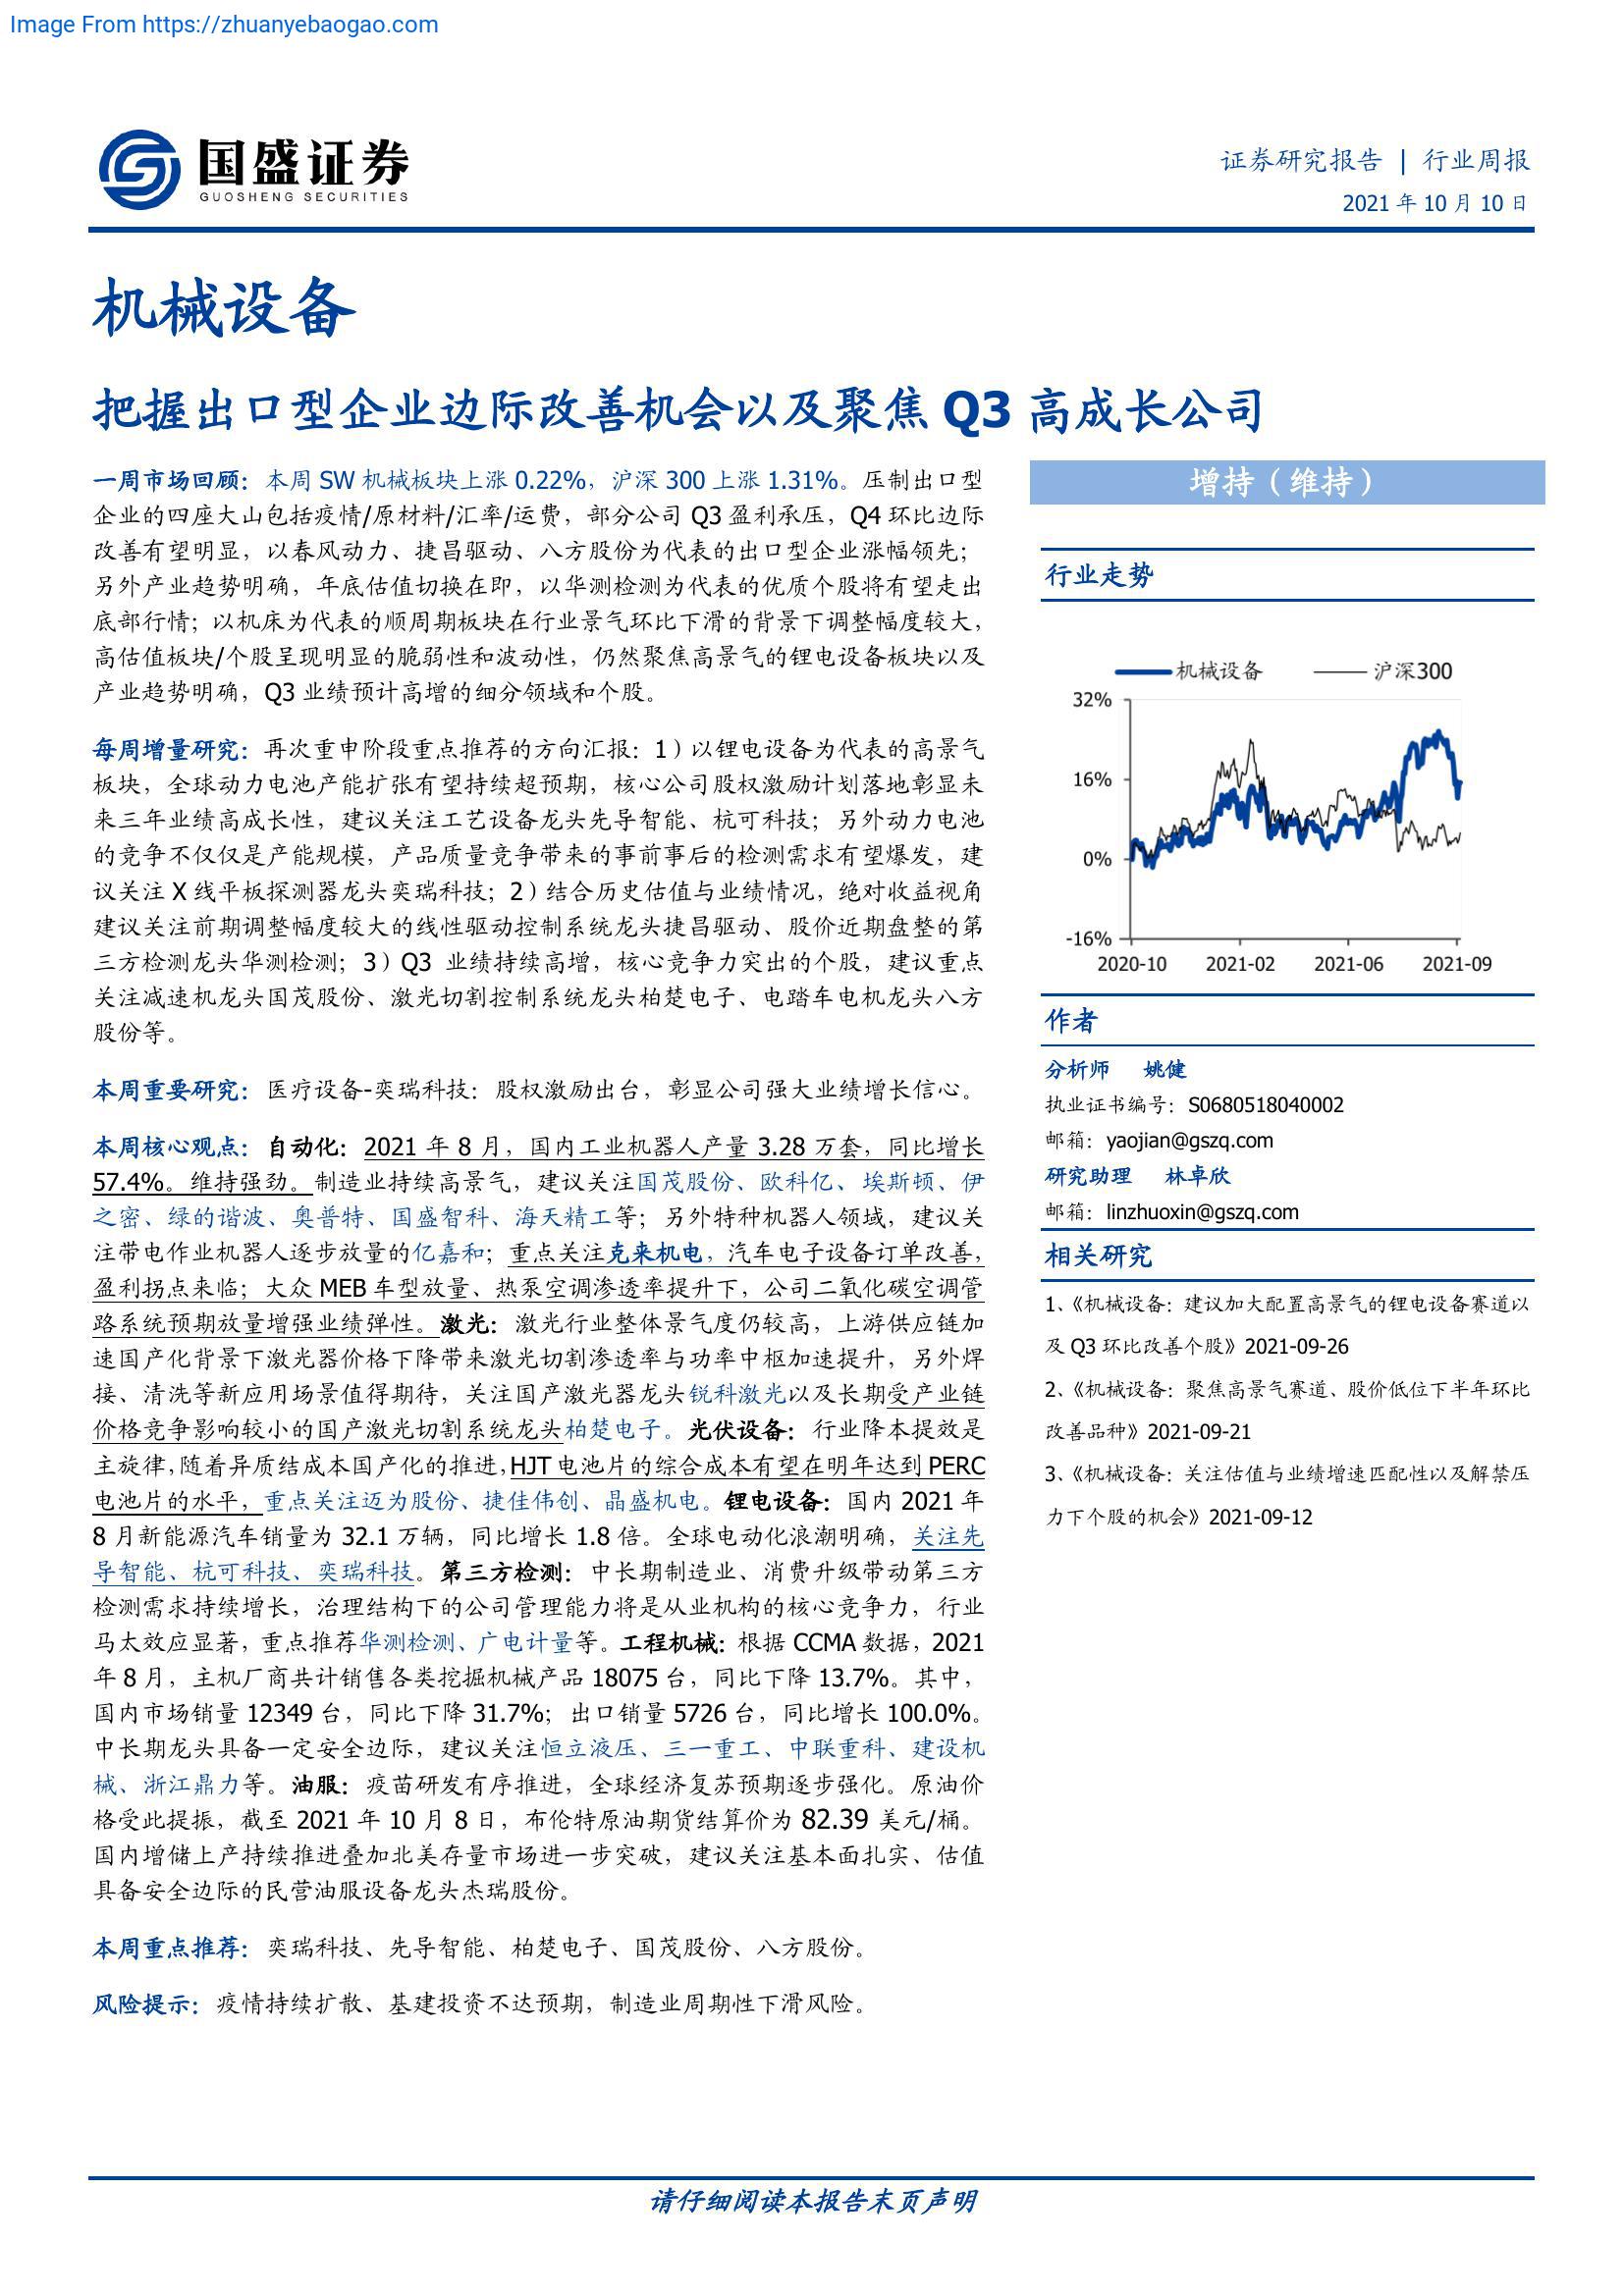 Image From https://zhuanyebaogao.com
国盛证券
GUOSHENG SECURITIES
证券研究报告 | 行业周报
2021 年 10 月 10 日
机械设备
把握出口型企业边际改善机会以及聚焦 Q3 高成长公司
一周市场回顾：本周 SW 机械板块上涨 0.22%，沪深 300 上涨 1.31%。压制出口型
企业的四座大山包括疫情/原材料/汇率/运费，部分公司 Q3 盈利承压，Q4 环比边际
改善有望明显，以春风动力、捷昌驱动、八方股份为代表的出口型企业涨幅领先；
另外产业趋势明确，年底估值切换在即，以华测检测为代表的优质个股将有望走出
底部行情；以机床为代表的顺周期板块在行业景气环比下滑的背景下调整幅度较大，
高估值板块/个股呈现明显的脆弱性和波动性，仍然聚焦高景气的锂电设备板块以及
产业趋势明确，Q3 业绩预计高增的细分领域和个股。
每周增量研究：再次重申阶段重点推荐的方向汇报：1）以锂电设备为代表的高景气
板块，全球动力电池产能扩张有望持续超预期，核心公司股权激励计划落地彰显未
来三年业绩高成长性，建议关注工艺设备龙头先导智能、杭可科技；另外动力电池
的竞争不仅仅是产能规模，产品质量竞争带来的事前事后的检测需求有望爆发，建
议关注 X 线平板探测器龙头奕瑞科技；2）结合历史估值与业绩情况，绝对收益视角
建议关注前期调整幅度较大的线性驱动控制系统龙头捷昌驱动、股价近期盘整的第
三方检测龙头华测检测；3）Q3 业绩持续高增，核心竞争力突出的个股，建议重点
关注减速机龙头国茂股份、激光切割控制系统龙头柏楚电子、电踏车电机龙头八方
股份等。
本周重要研究：医疗设备-奕瑞科技：股权激励出台，彰显公司强大业绩增长信心。
本周核心观点：自动化：2021 年 8 月，国内工业机器人产量 3.28 万套，同比增长
57.4%。维持强劲。制造业持续高景气，建议关注国茂股份、欧科亿、埃斯顿、伊
之密、绿的谐波、奥普特、国盛智科、海天精工等；另外特种机器人领域，建议关
注带电作业机器人逐步放量的亿嘉和；重点关注克来机电，汽车电子设备订单改善，
盈利拐点来临；大众 MEB 车型放量、热泵空调渗透率提升下，公司二氧化碳空调管
路系统预期放量增强业绩弹性。激光：激光行业整体景气度仍较高，上游供应链加
速国产化背景下激光器价格下降带来激光切割渗透率与功率中枢加速提升，另外焊
接、清洗等新应用场景值得期待，关注国产激光器龙头锐科激光以及长期受产业链
价格竞争影响较小的国产激光切割系统龙头柏楚电子。光伏设备：行业降本提效是
主旋律，随着异质结成本国产化的推进，HJT 电池片的综合成本有望在明年达到 PERC
电池片的水平，重点关注迈为股份、捷佳伟创、晶盛机电。锂电设备：国内 2021 年
8 月新能源汽车销量为 32.1 万辆，同比增长 1.8 倍。全球电动化浪潮明确，关注先
导智能、杭可科技、奕瑞科技。第三方检测：中长期制造业、消费升级带动第三方
检测需求持续增长，治理结构下的公司管理能力将是从业机构的核心竞争力，行业
马太效应显著，重点推荐华测检测、广电计量等。工程机械：根据 CCMA 数据，2021
年 8 月，主机厂商共计销售各类挖掘机械产品 18075 台，同比下降 13.7%。其中，
国内市场销量 12349 台，同比下降 31.7%；出口销量 5726 台，同比增长 100.0%。
中长期龙头具备一定安全边际，建议关注恒立液压、三一重工、中联重科、建设机
械、浙江鼎力等。油服：疫苗研发有序推进，全球经济复苏预期逐步强化。原油价
格受此提振，截至 2021 年 10 月 8 日，布伦特原油期货结算价为 82.39 美元/桶。
国内增储上产持续推进叠加北美存量市场进一步突破，建议关注基本面扎实、估值
具备安全边际的民营油服设备龙头杰瑞股份。
本周重点推荐：奕瑞科技、先导智能、柏楚电子、国茂股份、八方股份。
风险提示：疫情持续扩散、基建投资不达预期，制造业周期性下滑风险。
增持（维持）
行业走势
机械设备 沪深300
32%
16%
0%
-16%
2020-10 2021-02 2021-06 2021-09
作者
分析师 姚健
执业证书编号：S0680518040002
邮箱：yaojian@gszq.com
研究助理 林卓欣
邮箱：linzhuoxin@gszq.com
相关研究
1、《机械设备：建议加大配置高景气的锂电设备赛道以
及 Q3 环比改善个股》2021-09-26
2、《机械设备：聚焦高景气赛道、股价低位下半年环比
改善品种》2021-09-21
3、《机械设备：关注估值与业绩增速匹配性以及解禁压
力下个股的机会》2021-09-12
请仔细阅读本报告末页声明